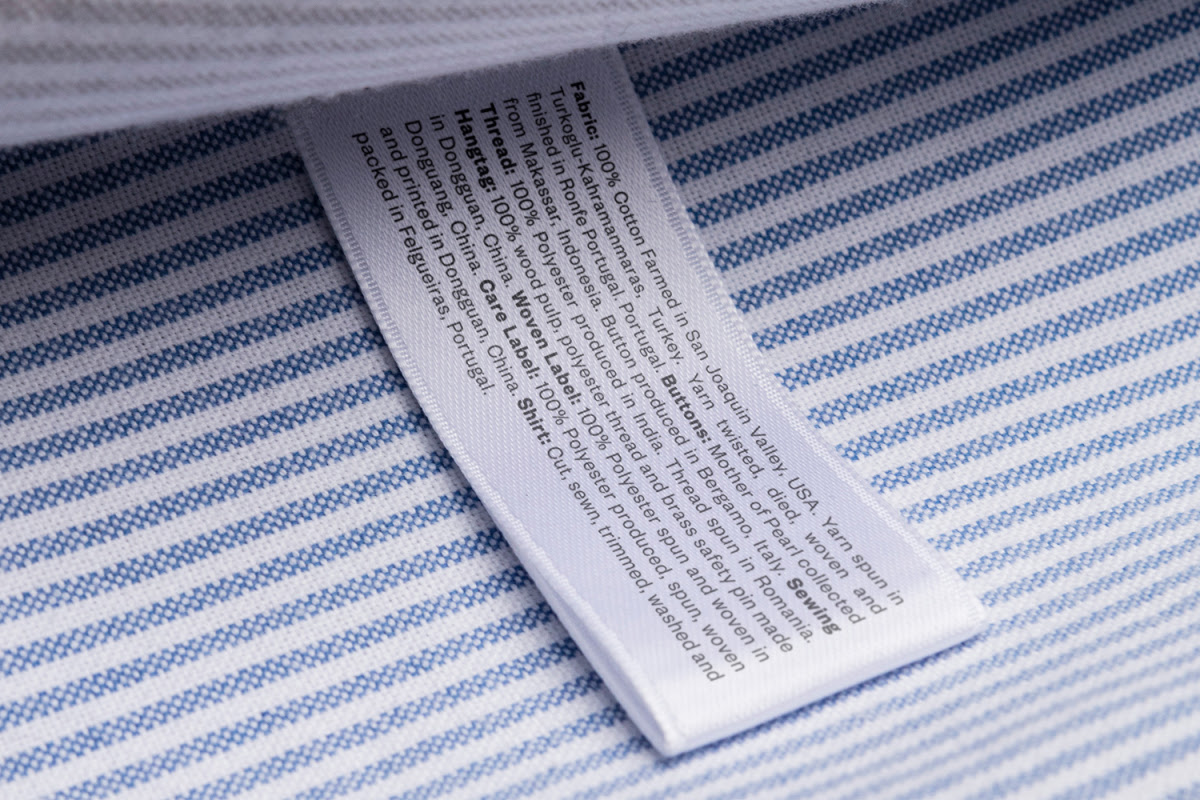 Fabric: 100% Cotton Farmed in San Joaquin Valley, USA. Yarn spun in
Turkoglu-Kahramanmaras, Turkey, Yarn twisted, died, woven and
finished in Ronfe Portugal, Portugal. Buttons: Mother of Pearl collected
from Makassar, Indonesia. Button produced in Bergamo, Italy. Sewing
Thread: 100% Polyester produced in India. Thread spun in Romania.
Hangtag: 100% wood pulp, polyester thread and brass safety pin made
in Dongguan, China. Woven Label: 100% Polyester spun and woven in
Donguang, China. Care Label: 100% Polyester produced, spun, woven
and printed in Dongguan, China. Shirt: Cut, sewn, trimmed, washed and
packed in Felgueiras, Portugal.